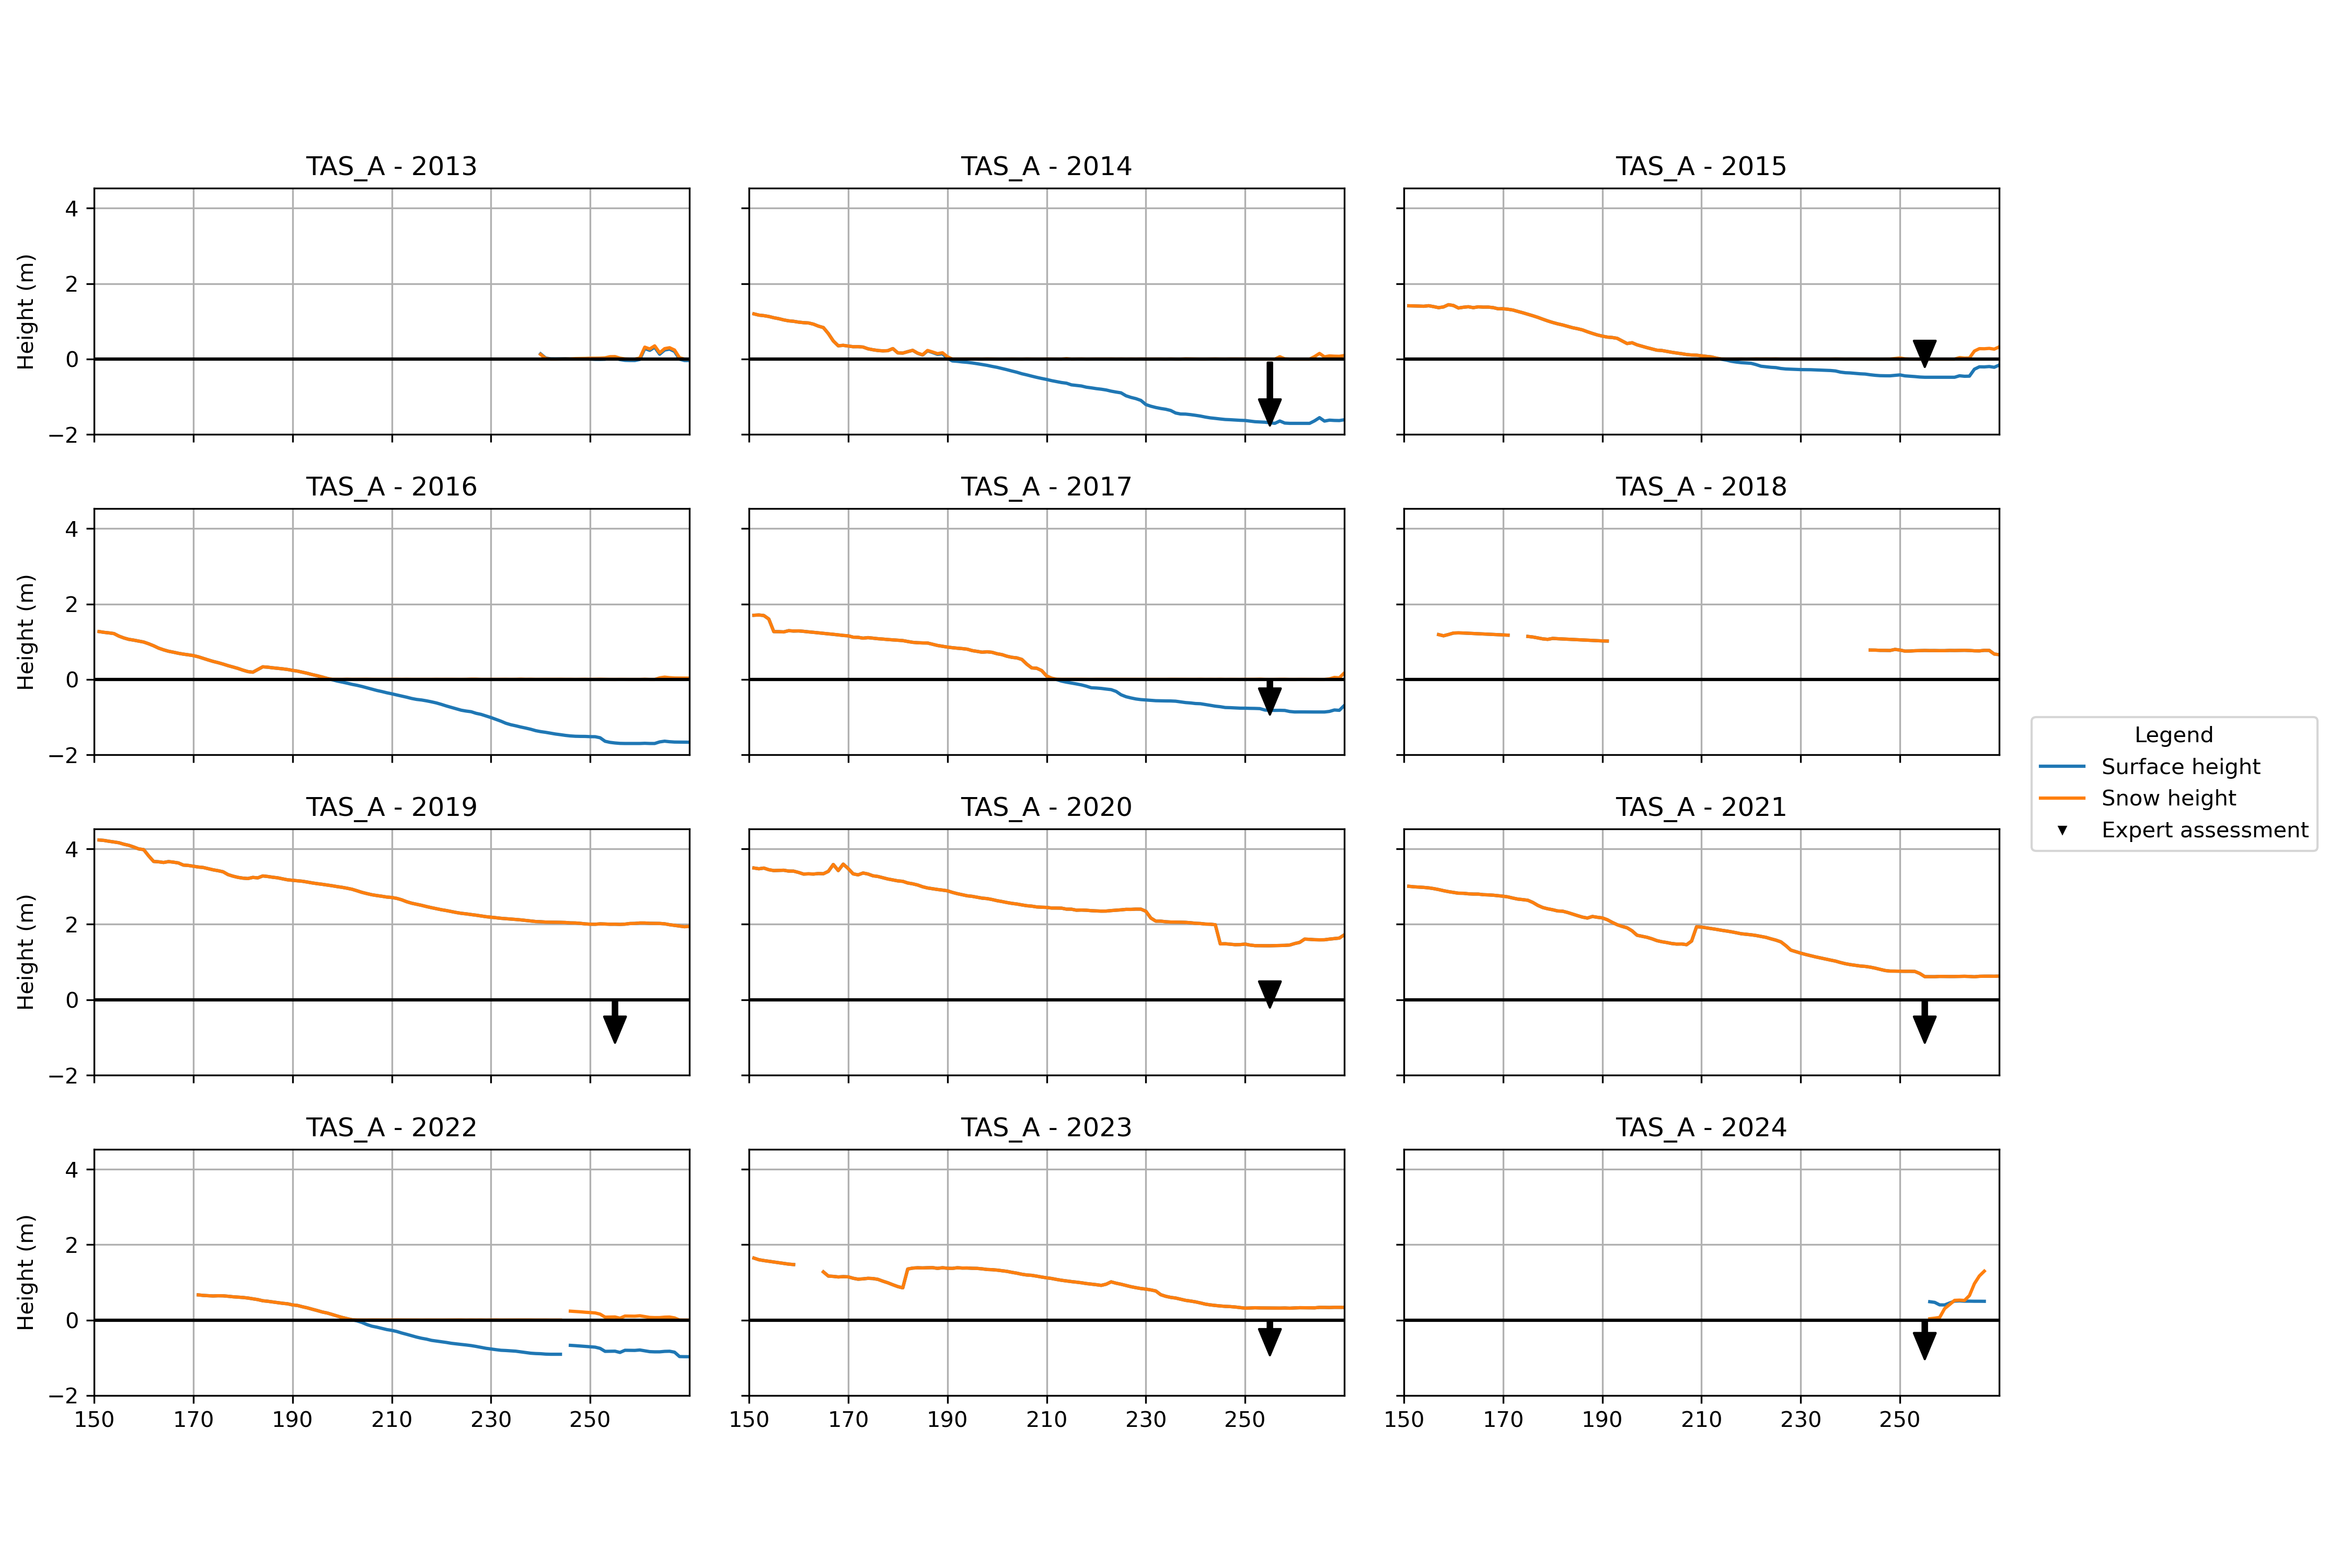 TAS_A - 2013
TAS_A - 2014
TAS_A - 2015
Height (m)
4
2
0
−2
TAS_A - 2016
TAS_A - 2017
TAS_A - 2018
Height (m)
4
2
0
−2
TAS_A - 2019
TAS_A - 2020
TAS_A - 2021
Height (m)
4
2
0
−2
TAS_A - 2022
TAS_A - 2023
TAS_A - 2024
Height (m)
4
2
0
−2
150 170 190 210 230 250
150 170 190 210 230 250
150 170 190 210 230 250
Legend
Surface height
Snow height
Expert assessment